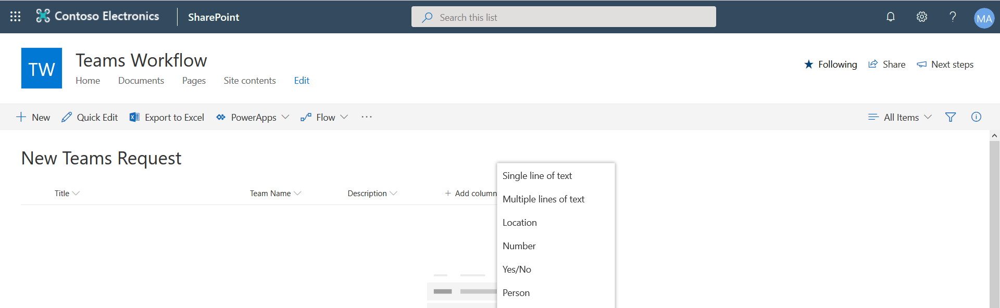 Contoso Electronics SharePoint Search this list ? MA
TW Teams Workflow
Home Documents Pages Site contents Edit
Following Share Next steps
New Quick Edit Export to Excel PowerApps Flow ... All Items
New Teams Request
Title Team Name Description + Add column
Single line of text
Multiple lines of text
Location
Number
Yes/No
Person